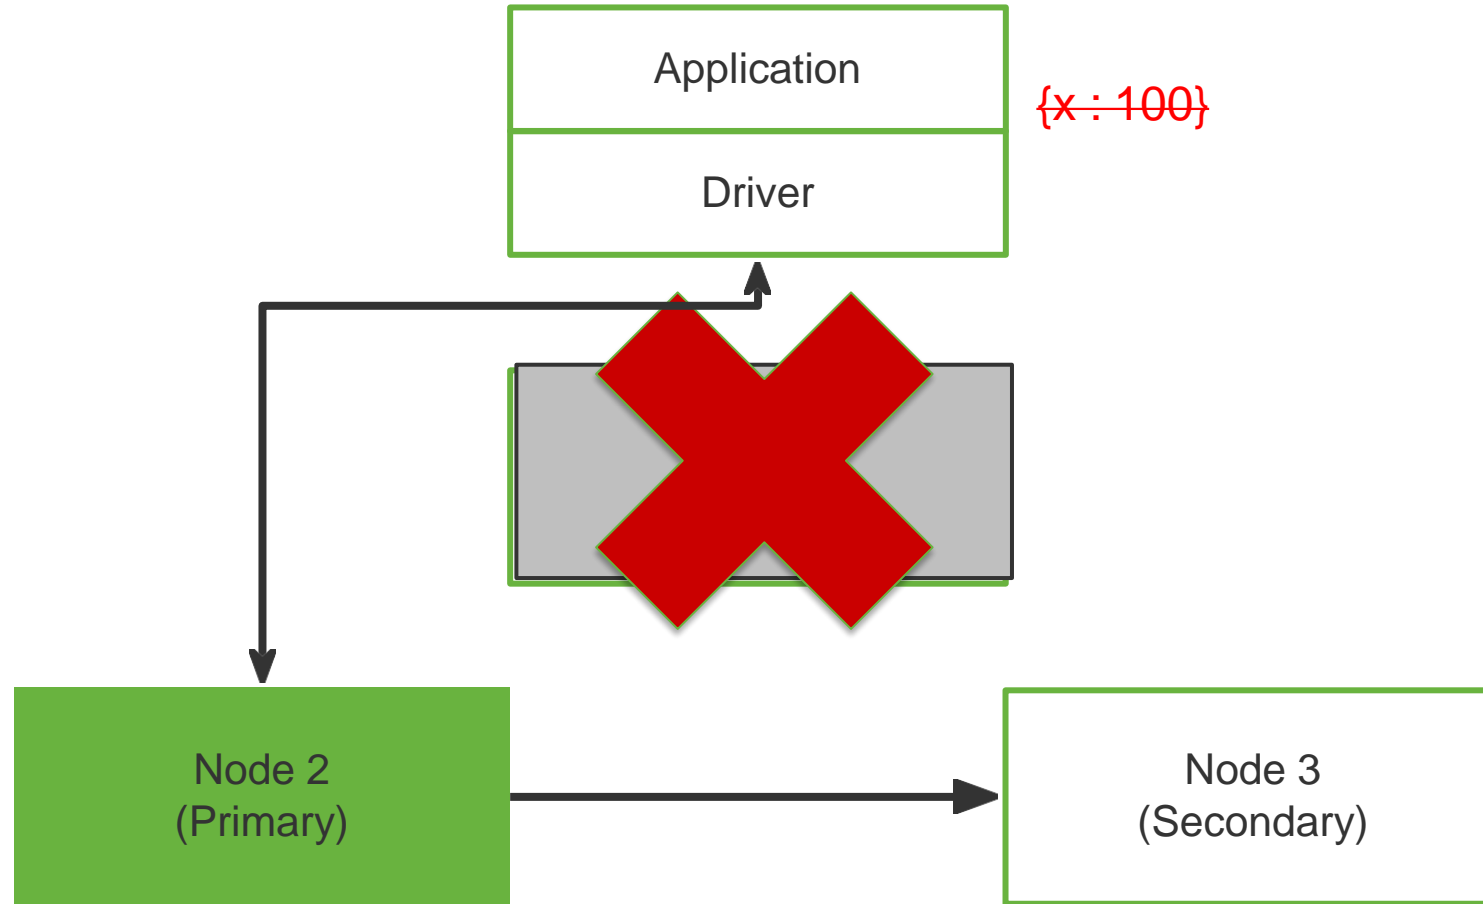 Application
{x : 100}
Driver
Node 2
(Primary)
Node 3
(Secondary)